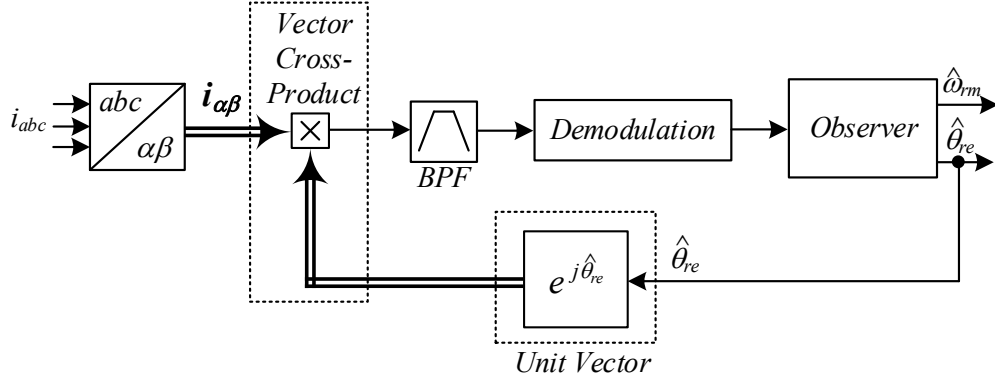 Vector
Cross-
Product
i_abc
abc
αβ
i_αβ
×
BPF
Demodulation
Observer
ω̂_rm
θ̂_re
θ̂_re
e^{jθ̂_re}
Unit Vector